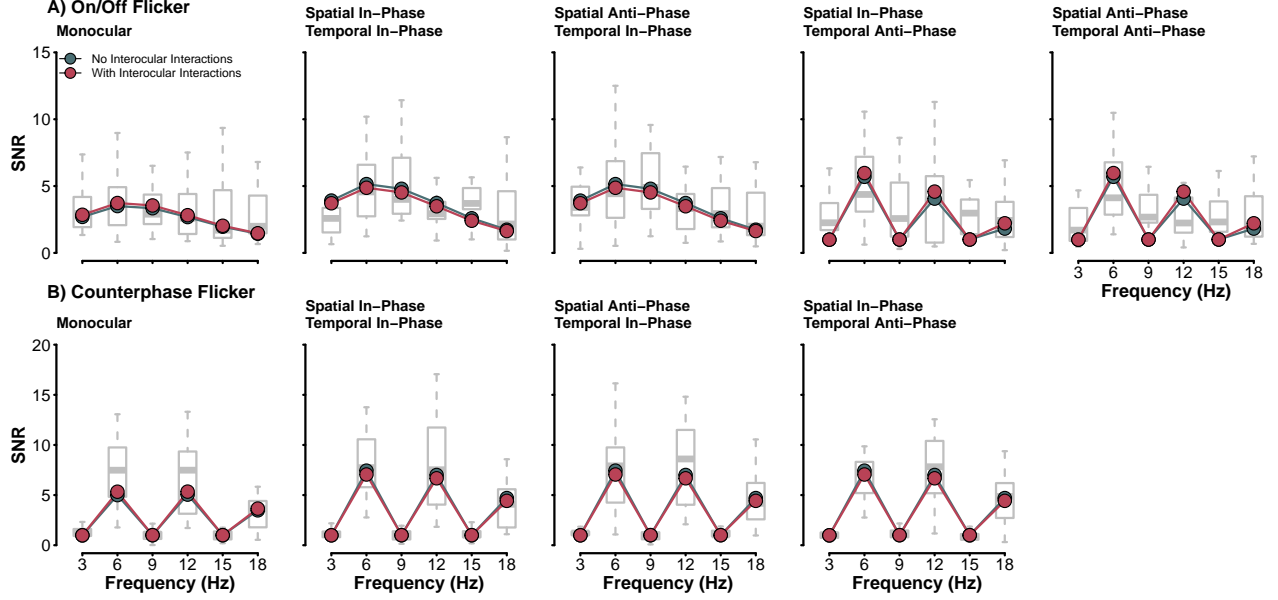 A) On/Off Flicker
Monocular
Spatial In−Phase
Temporal In−Phase
Spatial Anti−Phase
Temporal In−Phase
Spatial In−Phase
Temporal Anti−Phase
Spatial Anti−Phase
Temporal Anti−Phase
No Interocular Interactions
With Interocular Interactions
15
10
5
0
SNR
3 6 9 12 15 18
Frequency (Hz)
B) Counterphase Flicker
Monocular
Spatial In−Phase
Temporal In−Phase
Spatial Anti−Phase
Temporal In−Phase
Spatial In−Phase
Temporal Anti−Phase
20
15
10
5
0
SNR
3 6 9 12 15 18
Frequency (Hz)
3 6 9 12 15 18
Frequency (Hz)
3 6 9 12 15 18
Frequency (Hz)
3 6 9 12 15 18
Frequency (Hz)